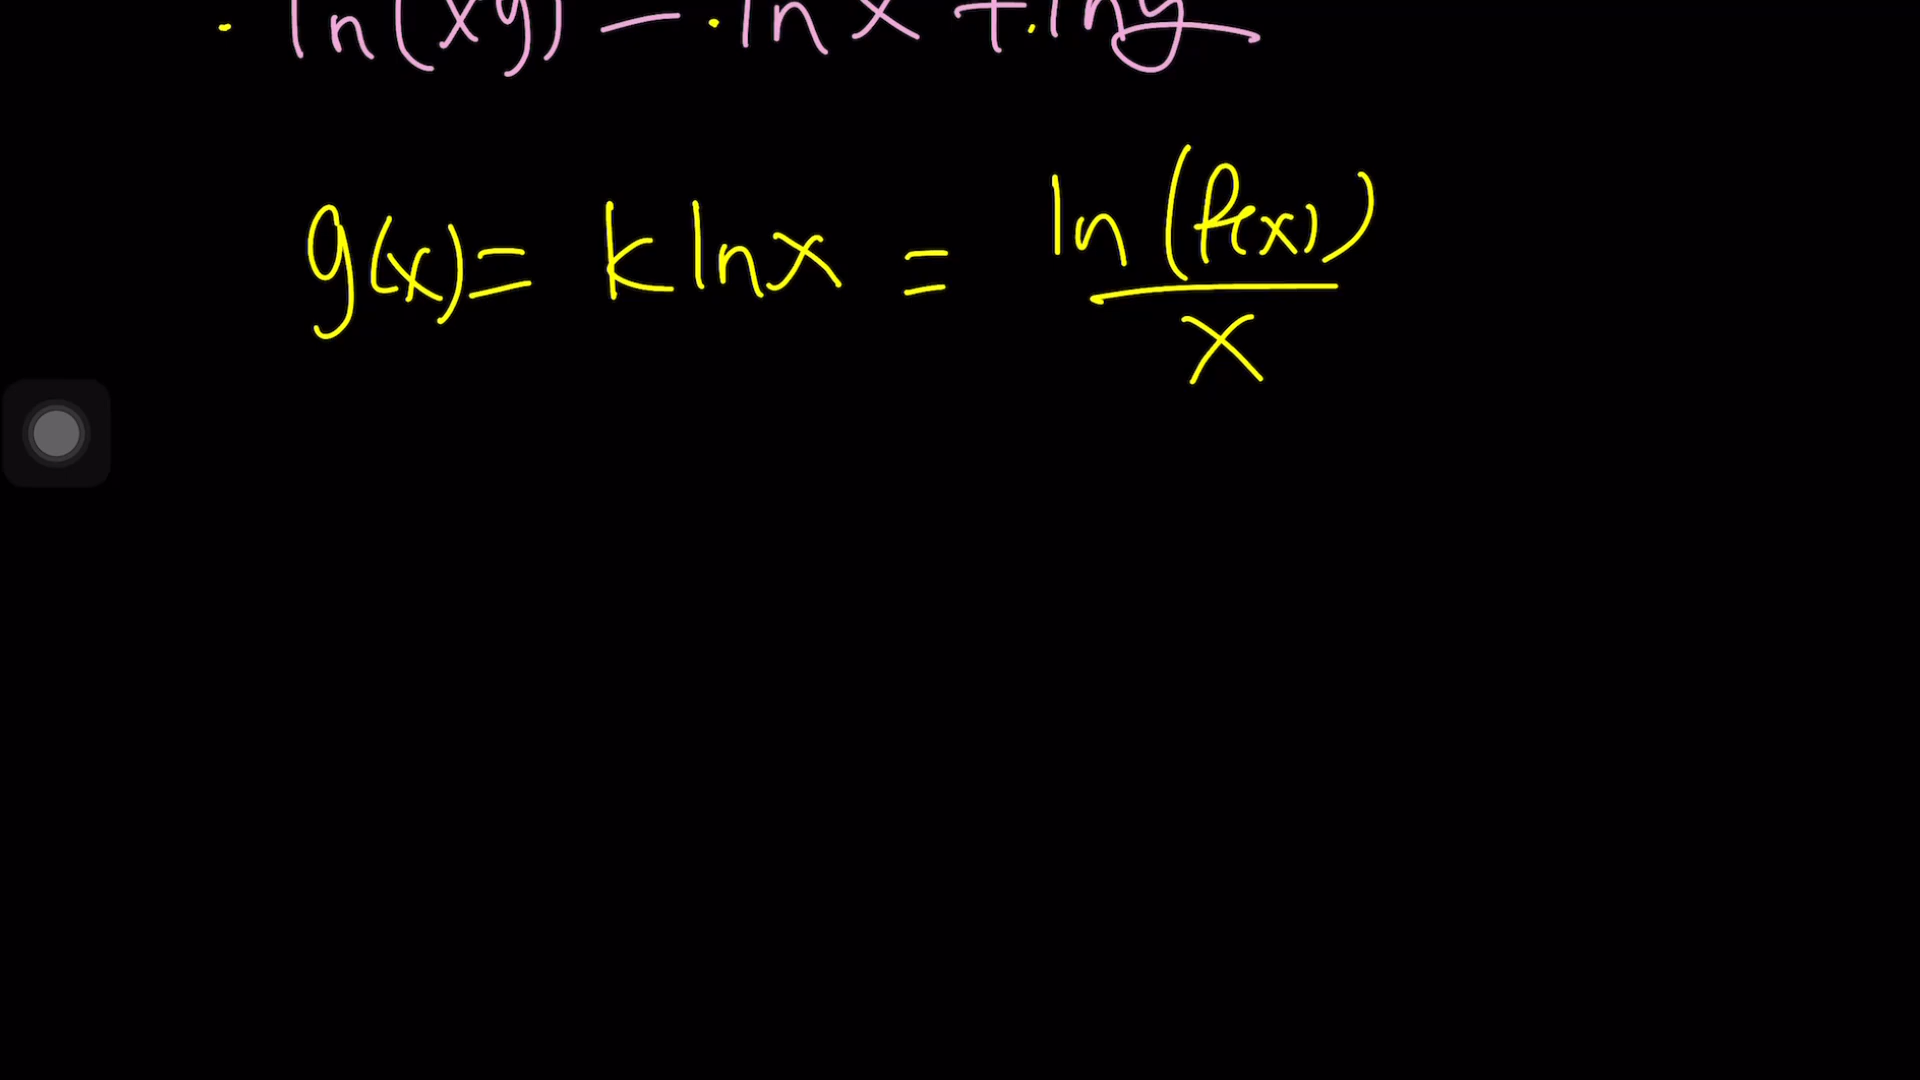 ln(xy) = ln x + ln y
g(x) = k ln x = ln(f(x)) / x